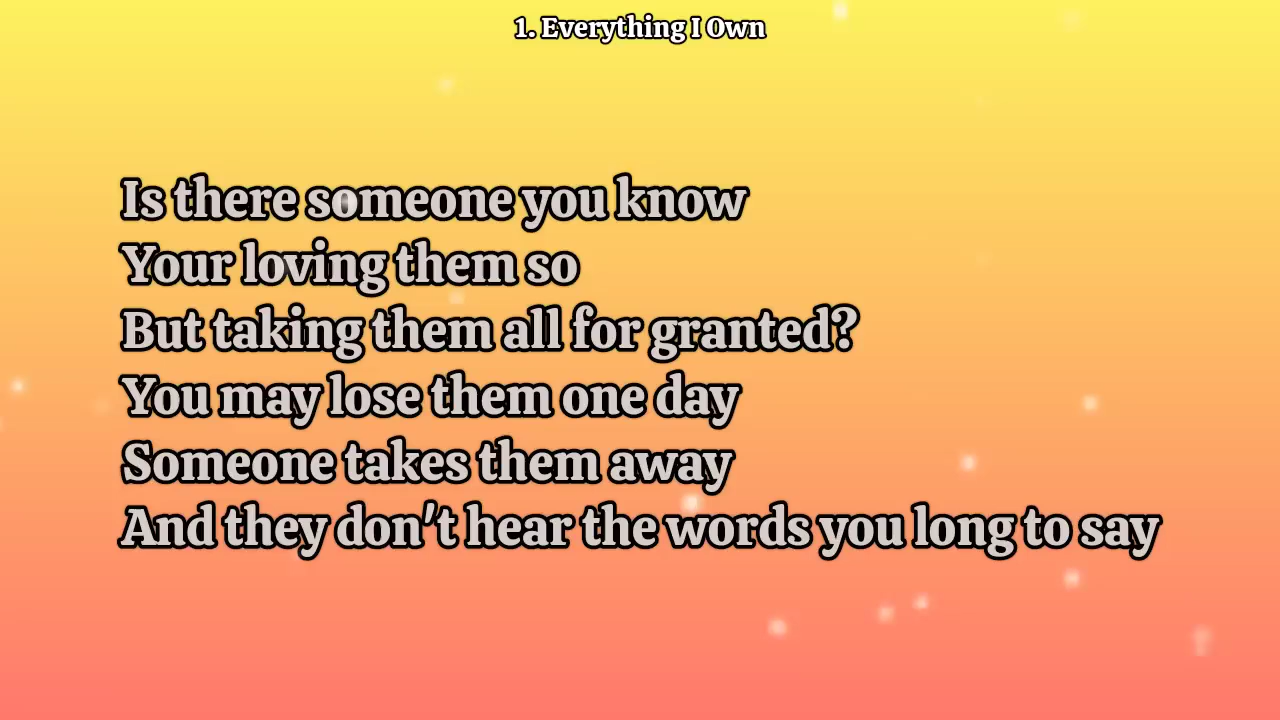 1. Everything I Own
Is there someone you know
Your loving them so
But taking them all for granted?
You may lose them one day
Someone takes them away
And they don't hear the words you long to say